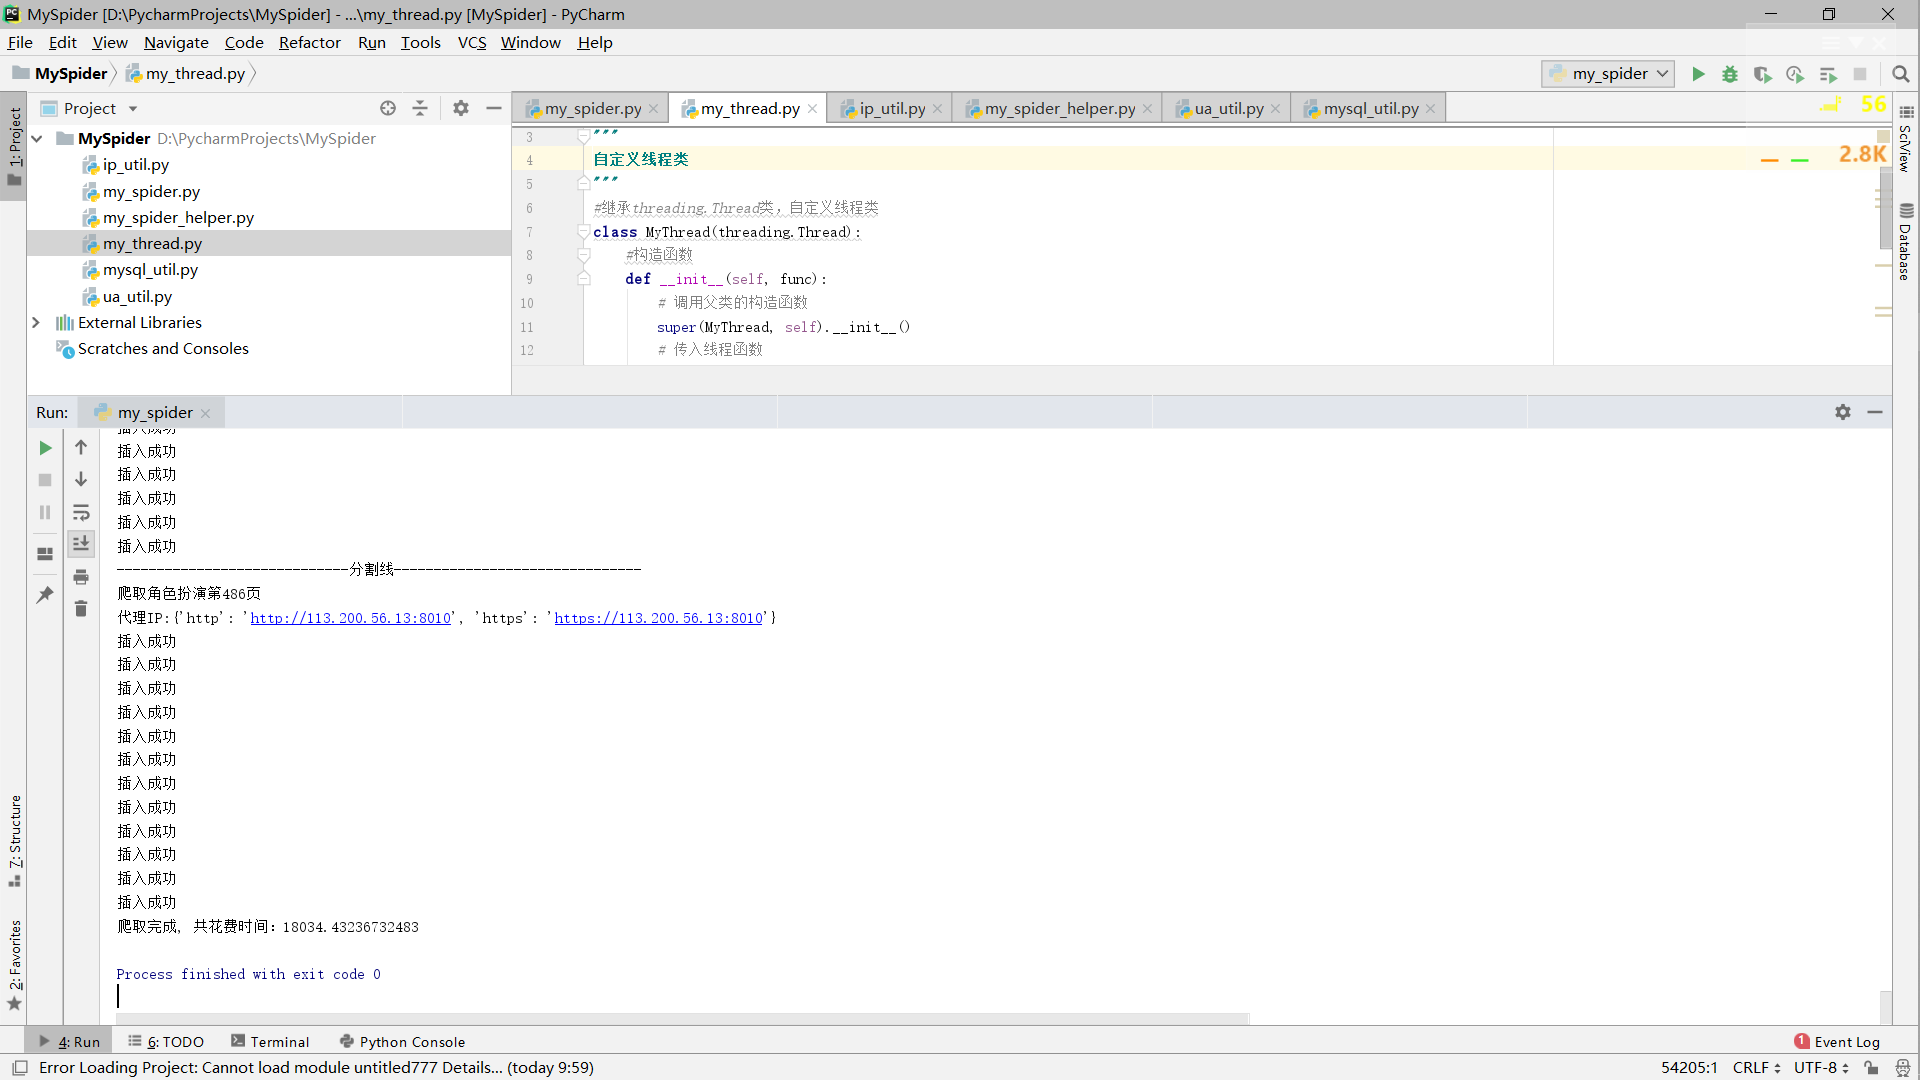 MySpider [D:\PycharmProjects\MySpider] - ...\my_thread.py [MySpider] - PyCharm
File Edit View Navigate Code Refactor Run Tools VCS Window Help
MySpider my_thread.py
my_spider
Project
my_spider.py my_thread.py ip_util.py my_spider_helper.py ua_util.py mysql_util.py
56
2.8K
1: Project
MySpider D:\PycharmProjects\MySpider
ip_util.py
my_spider.py
my_spider_helper.py
my_thread.py
mysql_util.py
ua_util.py
External Libraries
Scratches and Consoles
3 """
4 自定义线程类
5 """
6 #继承threading.Thread类，自定义线程类
7 class MyThread(threading.Thread):
8 #构造函数
9 def __init__(self, func):
10 # 调用父类的构造函数
11 super(MyThread, self).__init__()
12 # 传入线程函数
SciView
Database
Run: my_spider
插入成功
插入成功
插入成功
插入成功
插入成功
插入成功
-----------------------------分割线-------------------------------
爬取角色扮演第486页
代理IP:{'http': 'http://113.200.56.13:8010', 'https': 'https://113.200.56.13:8010'}
插入成功
插入成功
插入成功
插入成功
插入成功
插入成功
插入成功
插入成功
插入成功
插入成功
插入成功
插入成功
爬取完成, 共花费时间: 18034.43236732483
Process finished with exit code 0
7: Structure
2: Favorites
4: Run 6: TODO Terminal Python Console
1 Event Log
Error Loading Project: Cannot load module untitled777 Details... (today 9:59)
54205:1 CRLF UTF-8